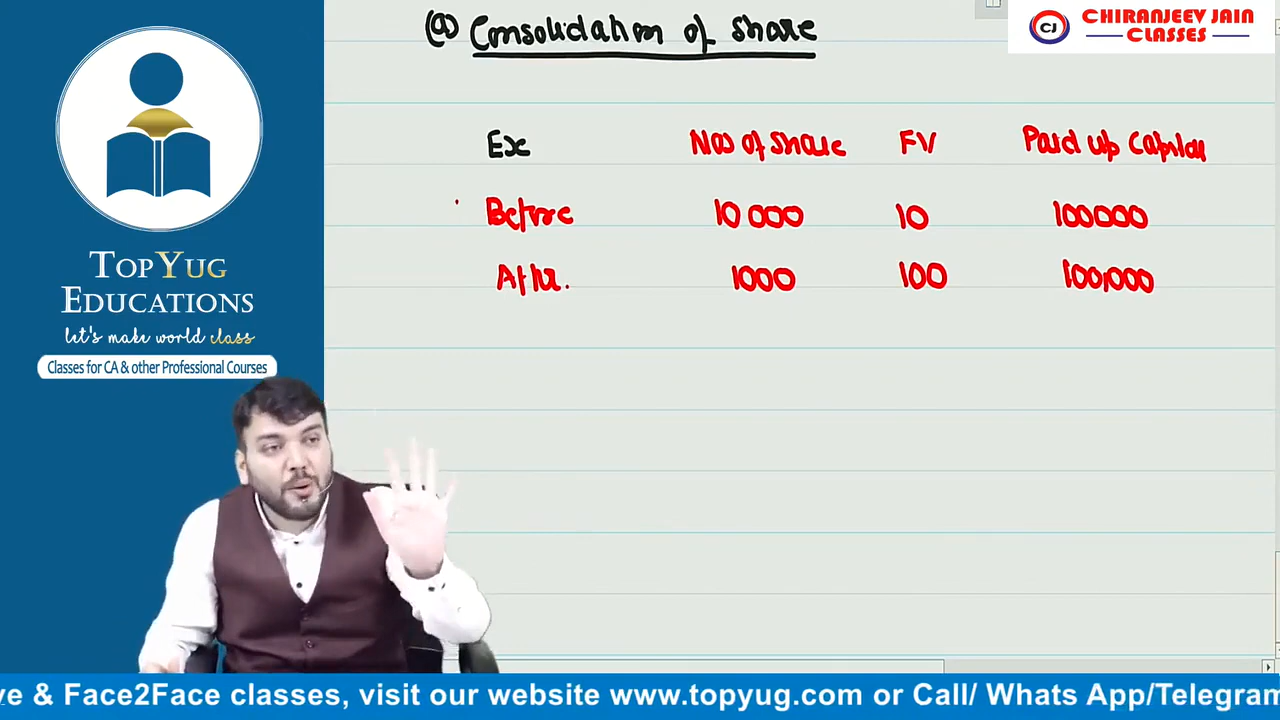 (a) Consolidation of share
CHIRANJEEV JAIN
CJ
CLASSES
Ex Nos of share FV Paid up Capital
Before 10000 10 100000
After. 1000 100 100,000
TOPYUG
EDUCATIONS
let's make world class
Classes for CA & other Professional Courses
ve & Face2Face classes, visit our website www.topyug.com or Call/ Whats App/Telegram